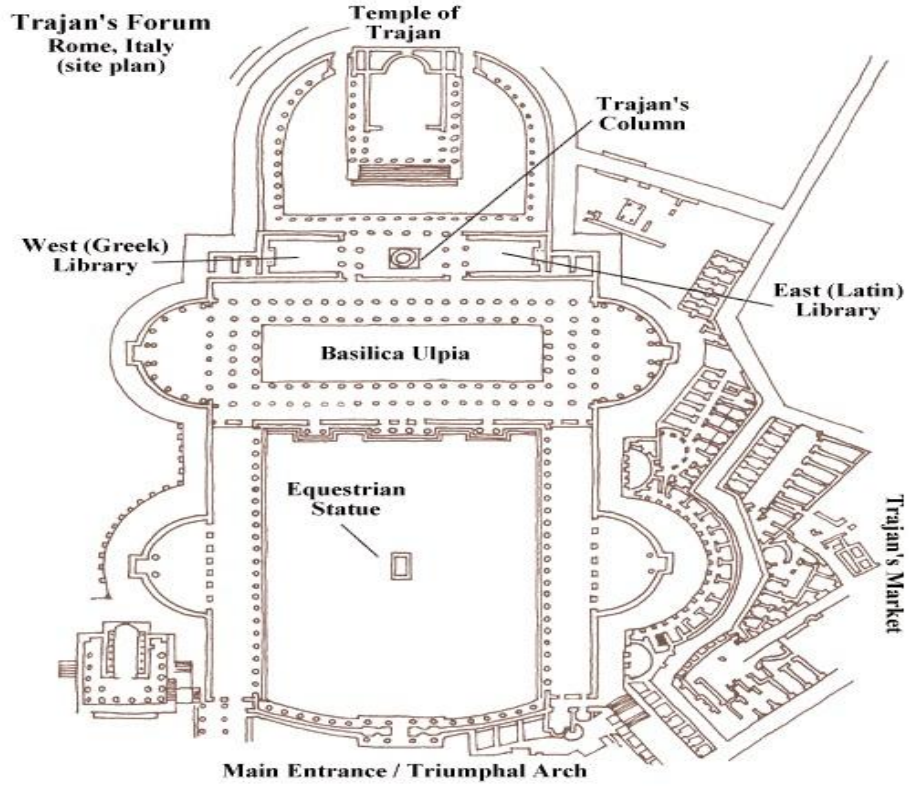 Trajan's Forum
Rome, Italy
(site plan)
Temple of
Trajan
Trajan's
Column
West (Greek)
Library
East (Latin)
Library
Basilica Ulpia
Equestrian
Statue
Trajan's Market
Main Entrance / Triumphal Arch